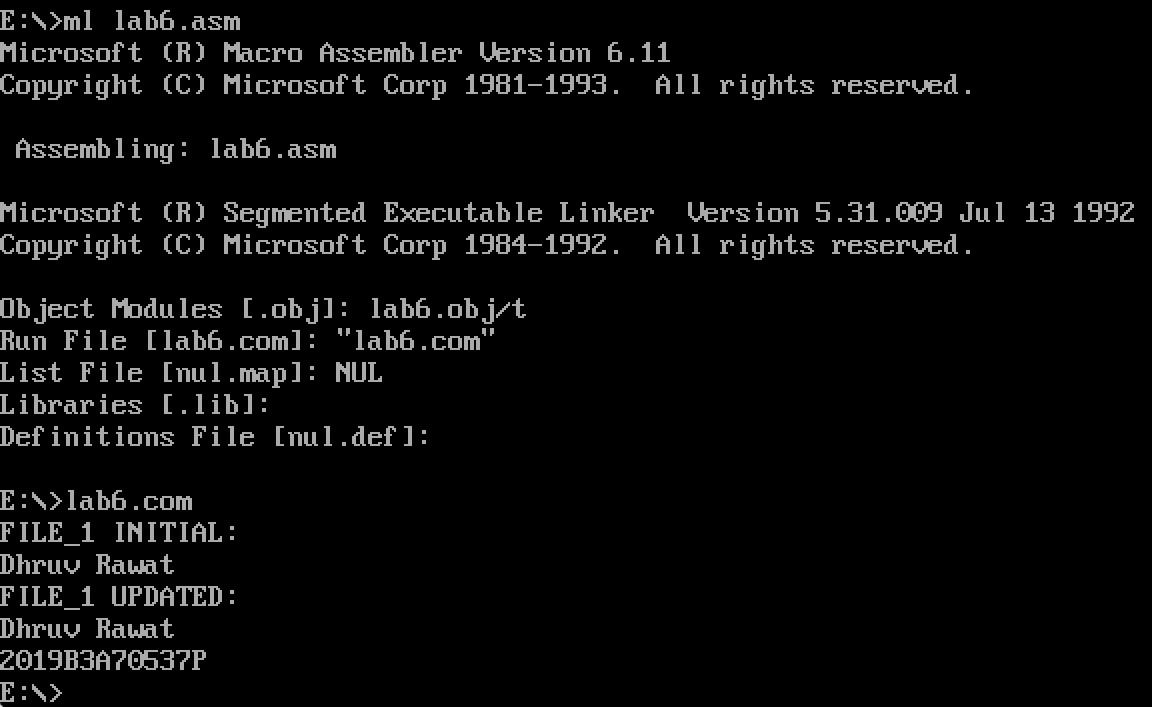 E:\>ml lab6.asm
Microsoft (R) Macro Assembler Version 6.11
Copyright (C) Microsoft Corp 1981-1993.  All rights reserved.
 Assembling: lab6.asm
Microsoft (R) Segmented Executable Linker  Version 5.31.009 Jul 13 1992
Copyright (C) Microsoft Corp 1984-1992.  All rights reserved.
Object Modules [.obj]: lab6.obj/t
Run File [lab6.com]: "lab6.com"
List File [nul.map]: NUL
Libraries [.lib]:
Definitions File [nul.def]:
E:\>lab6.com
FILE_1 INITIAL:
Dhruv Rawat
FILE_1 UPDATED:
Dhruv Rawat
2019B3A70537P
E:\>